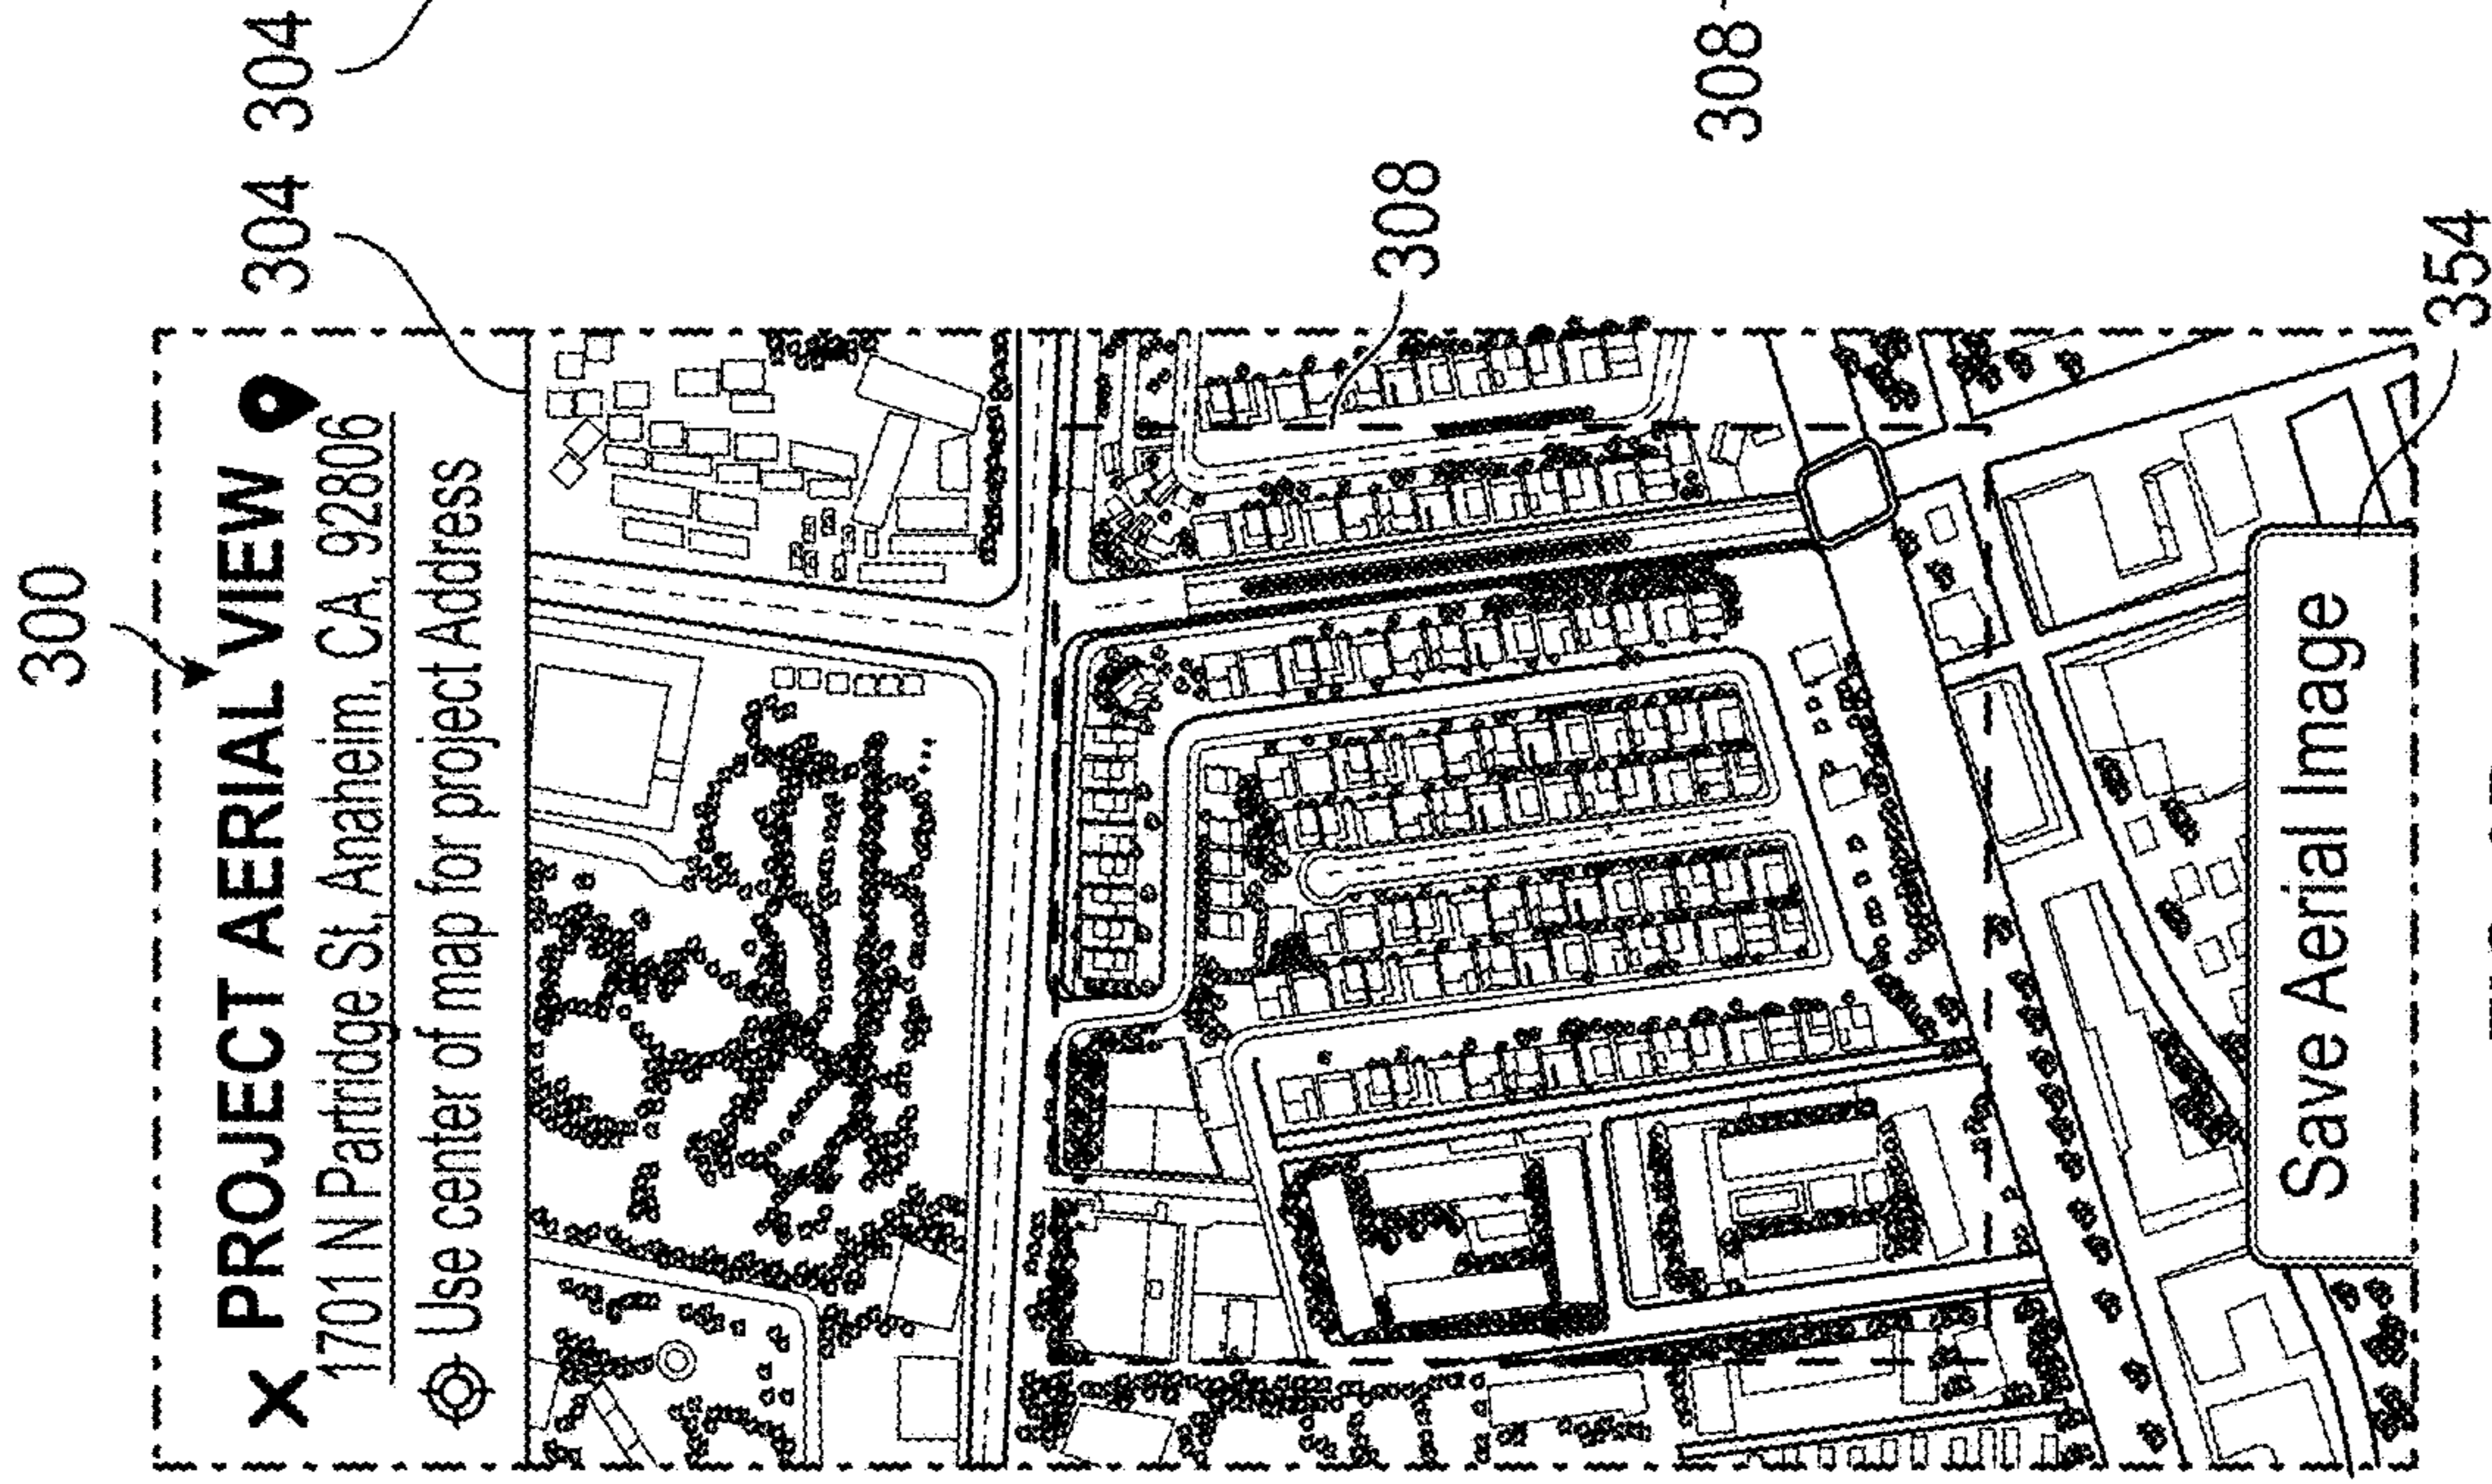 300
304 304
X PROJECT AERIAL VIEW
1701 N Partridge St, Anaheim, CA, 92806
Use center of map for project Address
308
308
354
Save Aerial Image